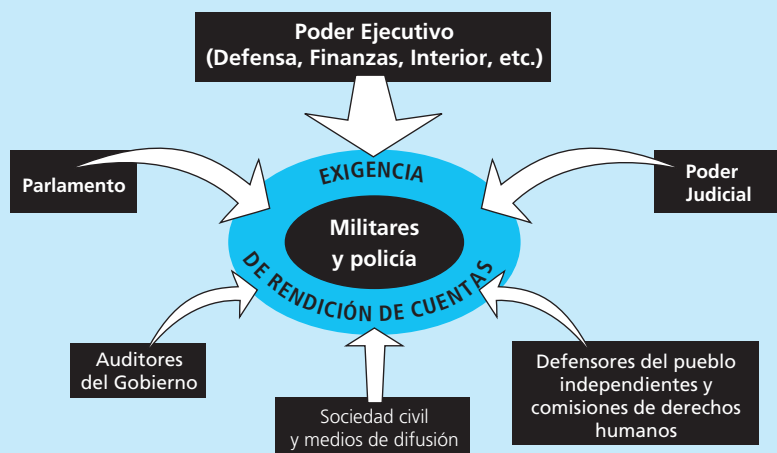 Poder Ejecutivo
(Defensa, Finanzas, Interior, etc.)
Parlamento
EXIGENCIA
Poder
Judicial
Militares
y policía
DE RENDICIÓN DE CUENTAS
Auditores
del Gobierno
Sociedad civil
y medios de difusión
Defensores del pueblo
independientes y
comisiones de derechos
humanos